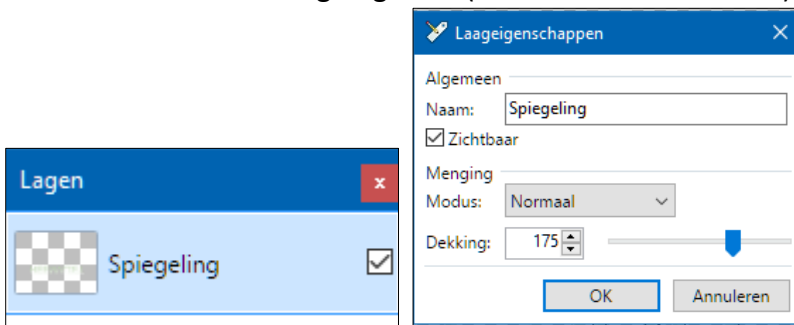 Laageigenschappen
Algemeen
Naam: Spiegeling
Zichtbaar
Menging
Modus: Normaal
Dekking: 175
OK Annuleren
Lagen x
Spiegeling